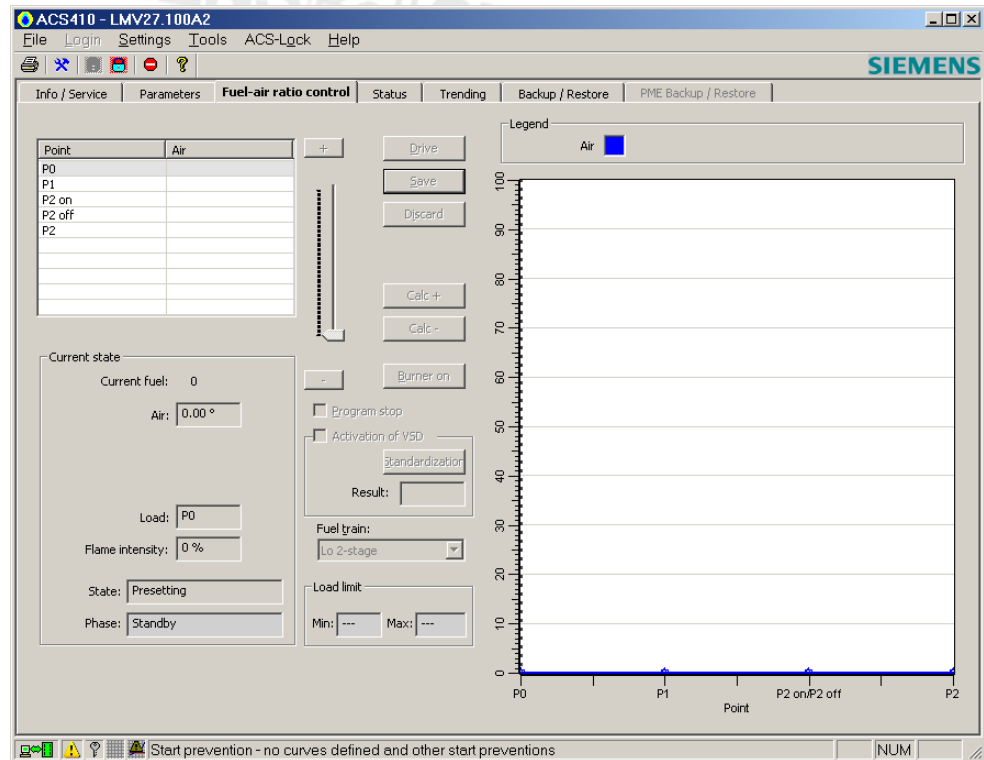 ACS410 - LMV27.100A2
File Login Settings Tools ACS-Lock Help
SIEMENS
Info / Service Parameters Fuel-air ratio control Status Trending Backup / Restore PME Backup / Restore
Legend
Air
Point Air
P0
P1
P2 on
P2 off
P2
+
-
Drive
Save
Discard
Calc +
Calc -
Burner on
Program stop
Activation of VSD
Standardization
Result:
Fuel train:
Lo 2-stage
Load limit
Min: --- Max: ---
Current state
Current fuel: 0
Air: 0.00 °
Load: P0
Flame intensity: 0 %
State: Presetting
Phase: Standby
100
90
80
70
60
50
40
30
20
10
0
P0 P1 P2 on/P2 off P2
Point
Start prevention - no curves defined and other start preventions
NUM